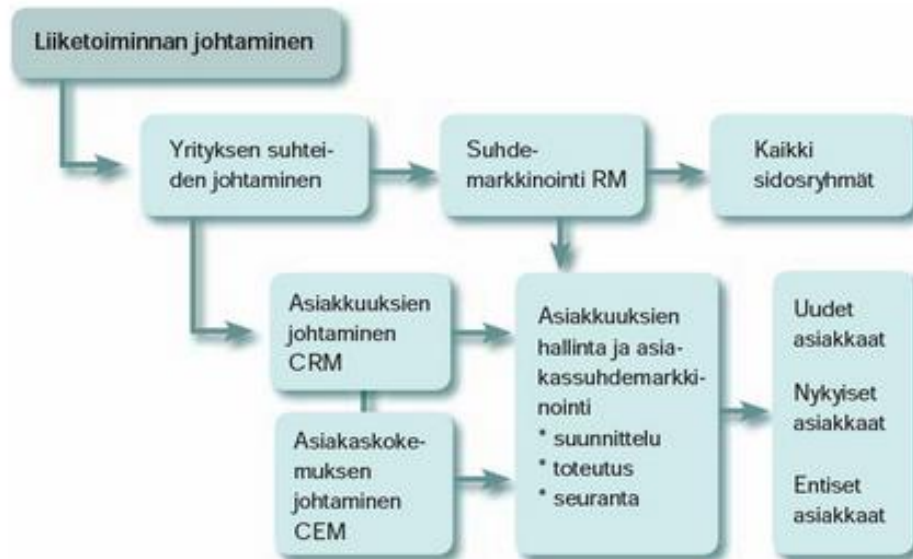 Liiketoiminnan johtaminen
Yrityksen suhtei-
den johtaminen
Suhde-
markkinointi RM
Kaikki
sidosryhmät
Asiakkuuksien
johtaminen
CRM
Asiakkuuksien
hallinta ja asia-
kassuhdemarkki-
nointi
* suunnittelu
* toteutus
* seuranta
Uudet
asiakkaat
Nykyiset
asiakkaat
Entiset
asiakkaat
Asiakaskoke-
muksen
johtaminen
CEM